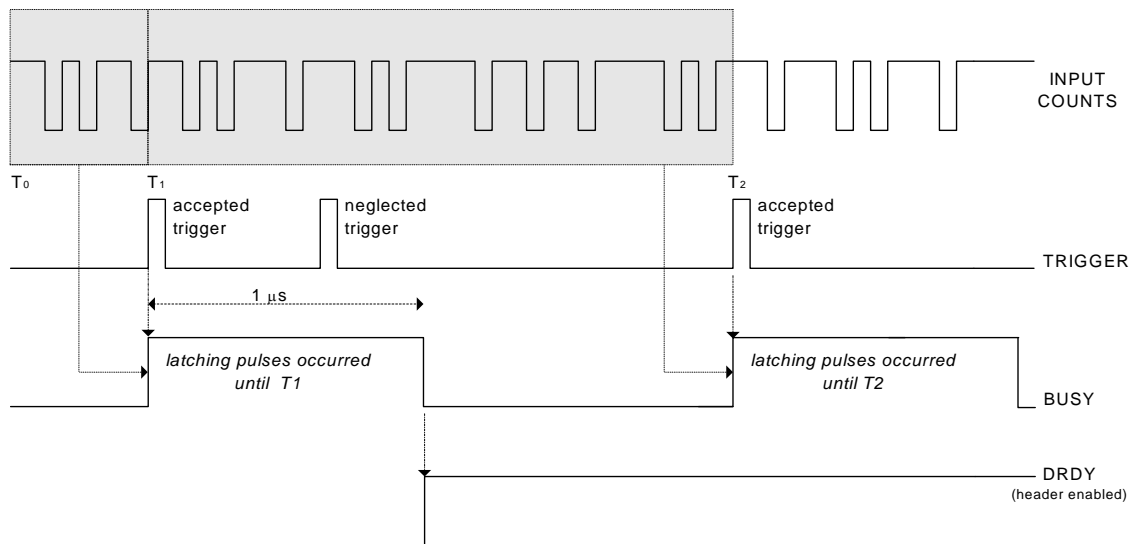 INPUT
COUNTS
T0
T1
T2
accepted
trigger
neglected
trigger
accepted
trigger
TRIGGER
1 μs
latching pulses occurred
until T1
latching pulses occurred
until T2
BUSY
DRDY
(header enabled)